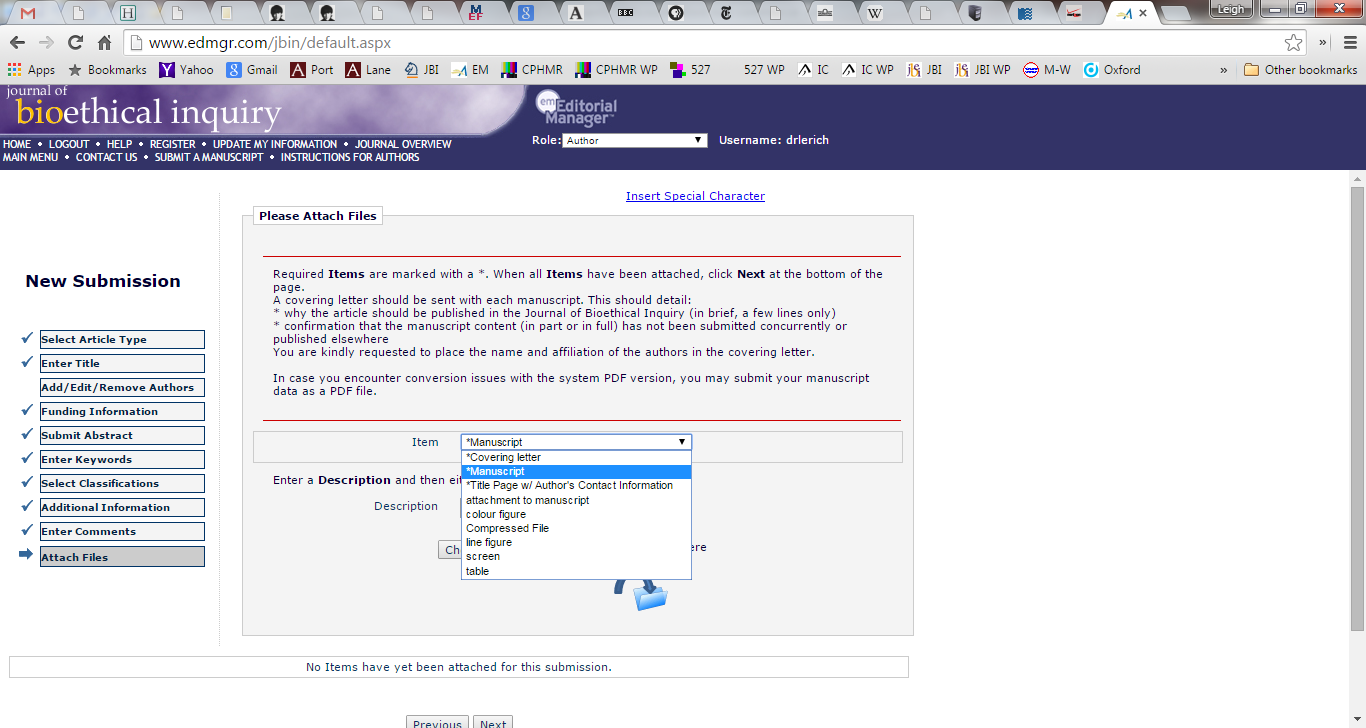 Leigh
www.edmgr.com/jbin/default.aspx
Apps Bookmarks Yahoo Gmail Port Lane JBI EM CPHMR CPHMR WP 527 527 WP IC IC WP JBI JBI WP M-W Oxford » Other bookmarks
journal of
bioethical inquiry
em Editorial
Manager™
HOME • LOGOUT • HELP • REGISTER • UPDATE MY INFORMATION • JOURNAL OVERVIEW
MAIN MENU • CONTACT US • SUBMIT A MANUSCRIPT • INSTRUCTIONS FOR AUTHORS
Role: Author Username: drlerich
Insert Special Character
New Submission
Select Article Type
Enter Title
Add/Edit/Remove Authors
Funding Information
Submit Abstract
Enter Keywords
Select Classifications
Additional Information
Enter Comments
Attach Files
Please Attach Files
Required Items are marked with a *. When all Items have been attached, click Next at the bottom of the
page.
A covering letter should be sent with each manuscript. This should detail:
* why the article should be published in the Journal of Bioethical Inquiry (in brief, a few lines only)
* confirmation that the manuscript content (in part or in full) has not been submitted concurrently or
published elsewhere
You are kindly requested to place the name and affiliation of the authors in the covering letter.
In case you encounter conversion issues with the system PDF version, you may submit your manuscript
data as a PDF file.
Item *Manuscript
*Covering letter
*Manuscript
*Title Page w/ Author's Contact Information
attachment to manuscript
colour figure
Compressed File
line figure
screen
table
Enter a Description and then ei
Description
Ch
ere
No Items have yet been attached for this submission.
Previous Next